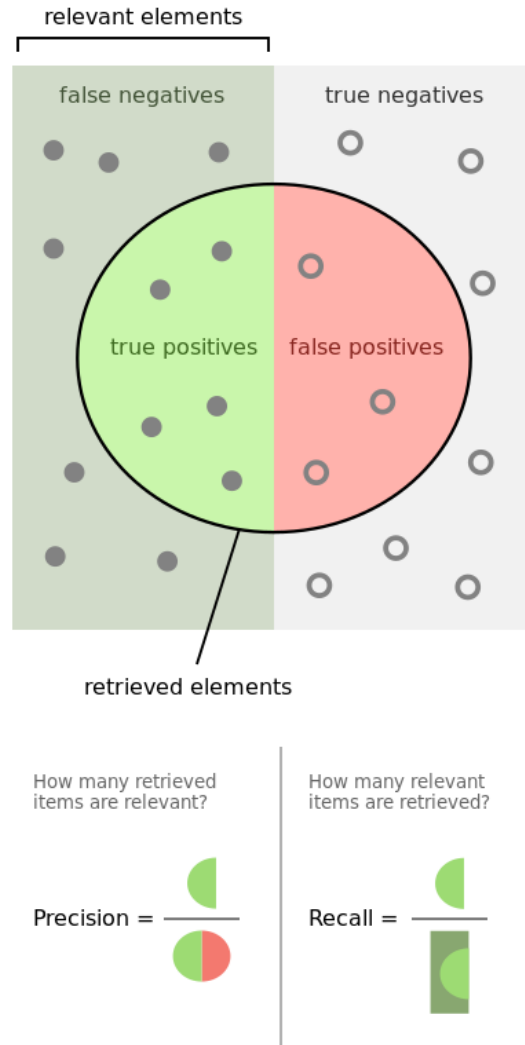 relevant elements
false negatives
true negatives
true positives
false positives
retrieved elements
How many retrieved
items are relevant?
How many relevant
items are retrieved?
Precision =
Recall =